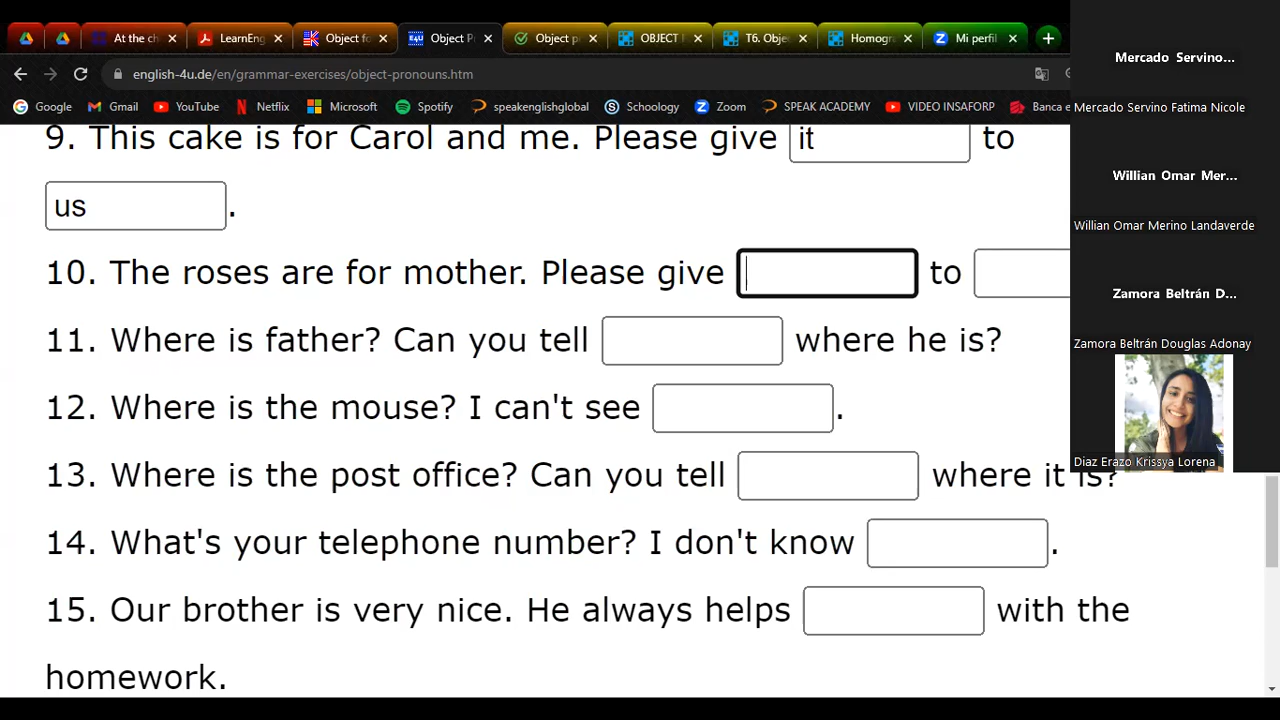 At the ch
LearnEng
Object fo
Object P
Object p
OBJECT
T6. Obje
Homogra
Mi perfil
english-4u.de/en/grammar-exercises/object-pronouns.htm
Google Gmail YouTube Netflix Microsoft Spotify speakenglishglobal Schoology Zoom SPEAK ACADEMY VIDEO INSAFORP Banca e
9. This cake is for Carol and me. Please give it to
us .
10. The roses are for mother. Please give to
11. Where is father? Can you tell where he is?
12. Where is the mouse? I can't see .
13. Where is the post office? Can you tell where it is?
14. What's your telephone number? I don't know .
15. Our brother is very nice. He always helps with the
homework.
Mercado Servino...
Mercado Servino Fatima Nicole
Willian Omar Mer...
Willian Omar Merino Landaverde
Zamora Beltrán D...
Zamora Beltrán Douglas Adonay
Diaz Erazo Krissya Lorena